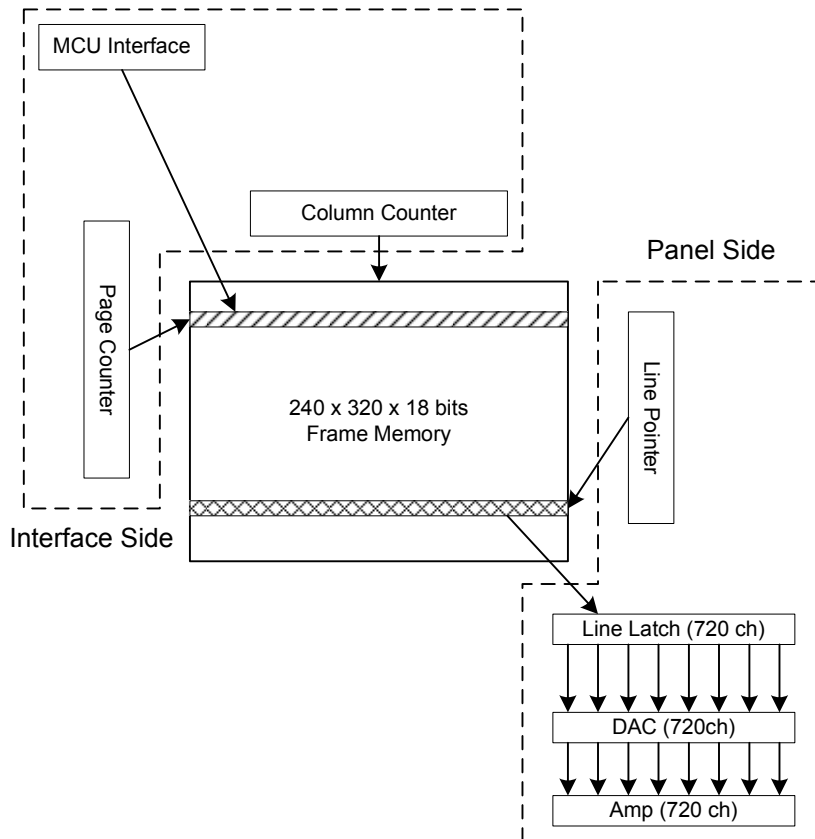 MCU Interface
Column Counter
Panel Side
Page Counter
Line Pointer
240 x 320 x 18 bits
Frame Memory
Interface Side
Line Latch (720 ch)
DAC (720ch)
Amp (720 ch)